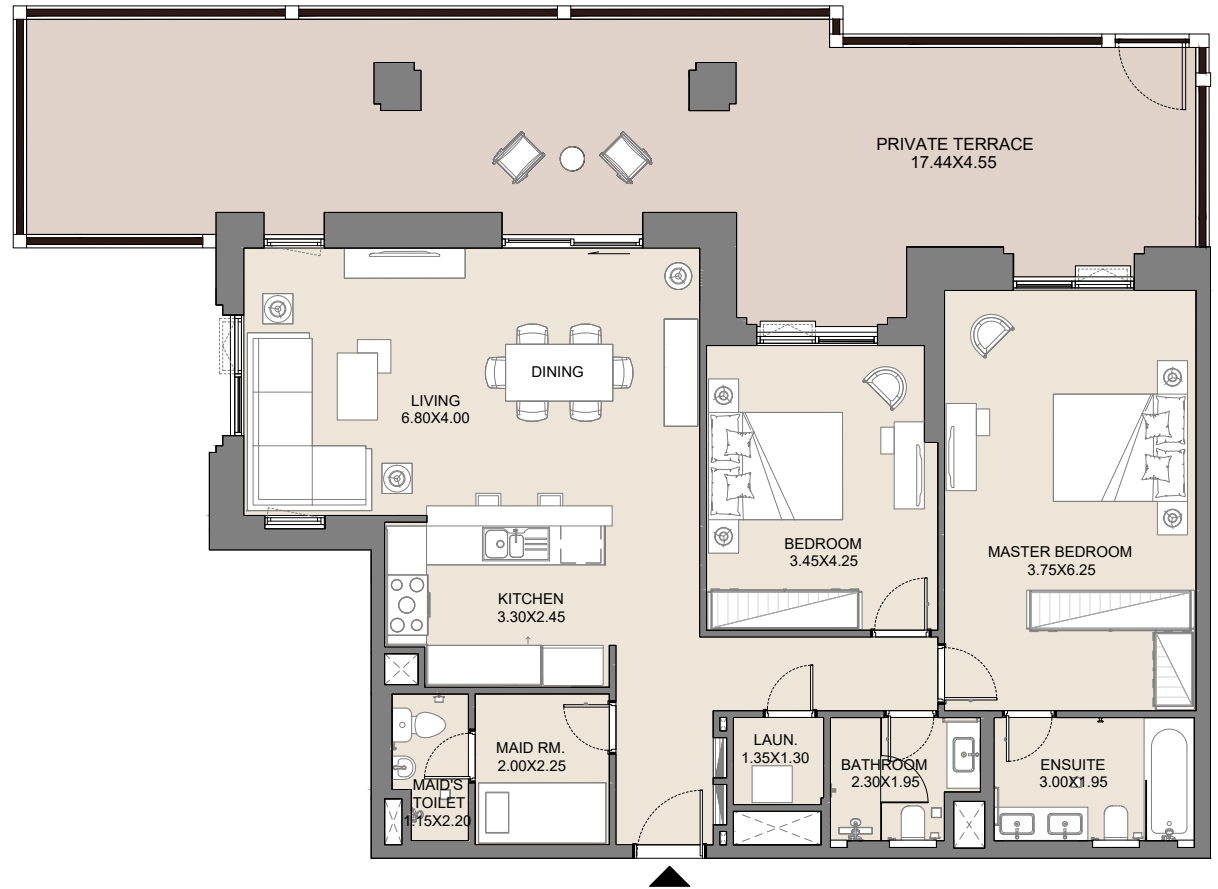 PRIVATE TERRACE
17.44X4.55
DINING
LIVING
6.80X4.00
BEDROOM
3.45X4.25
MASTER BEDROOM
3.75X6.25
KITCHEN
3.30X2.45
MAID RM.
2.00X2.25
LAUN.
1.35X1.30
BATHROOM
2.30X1.95
ENSUITE
3.00X1.95
MAID'S
TOILET
1.15X2.20